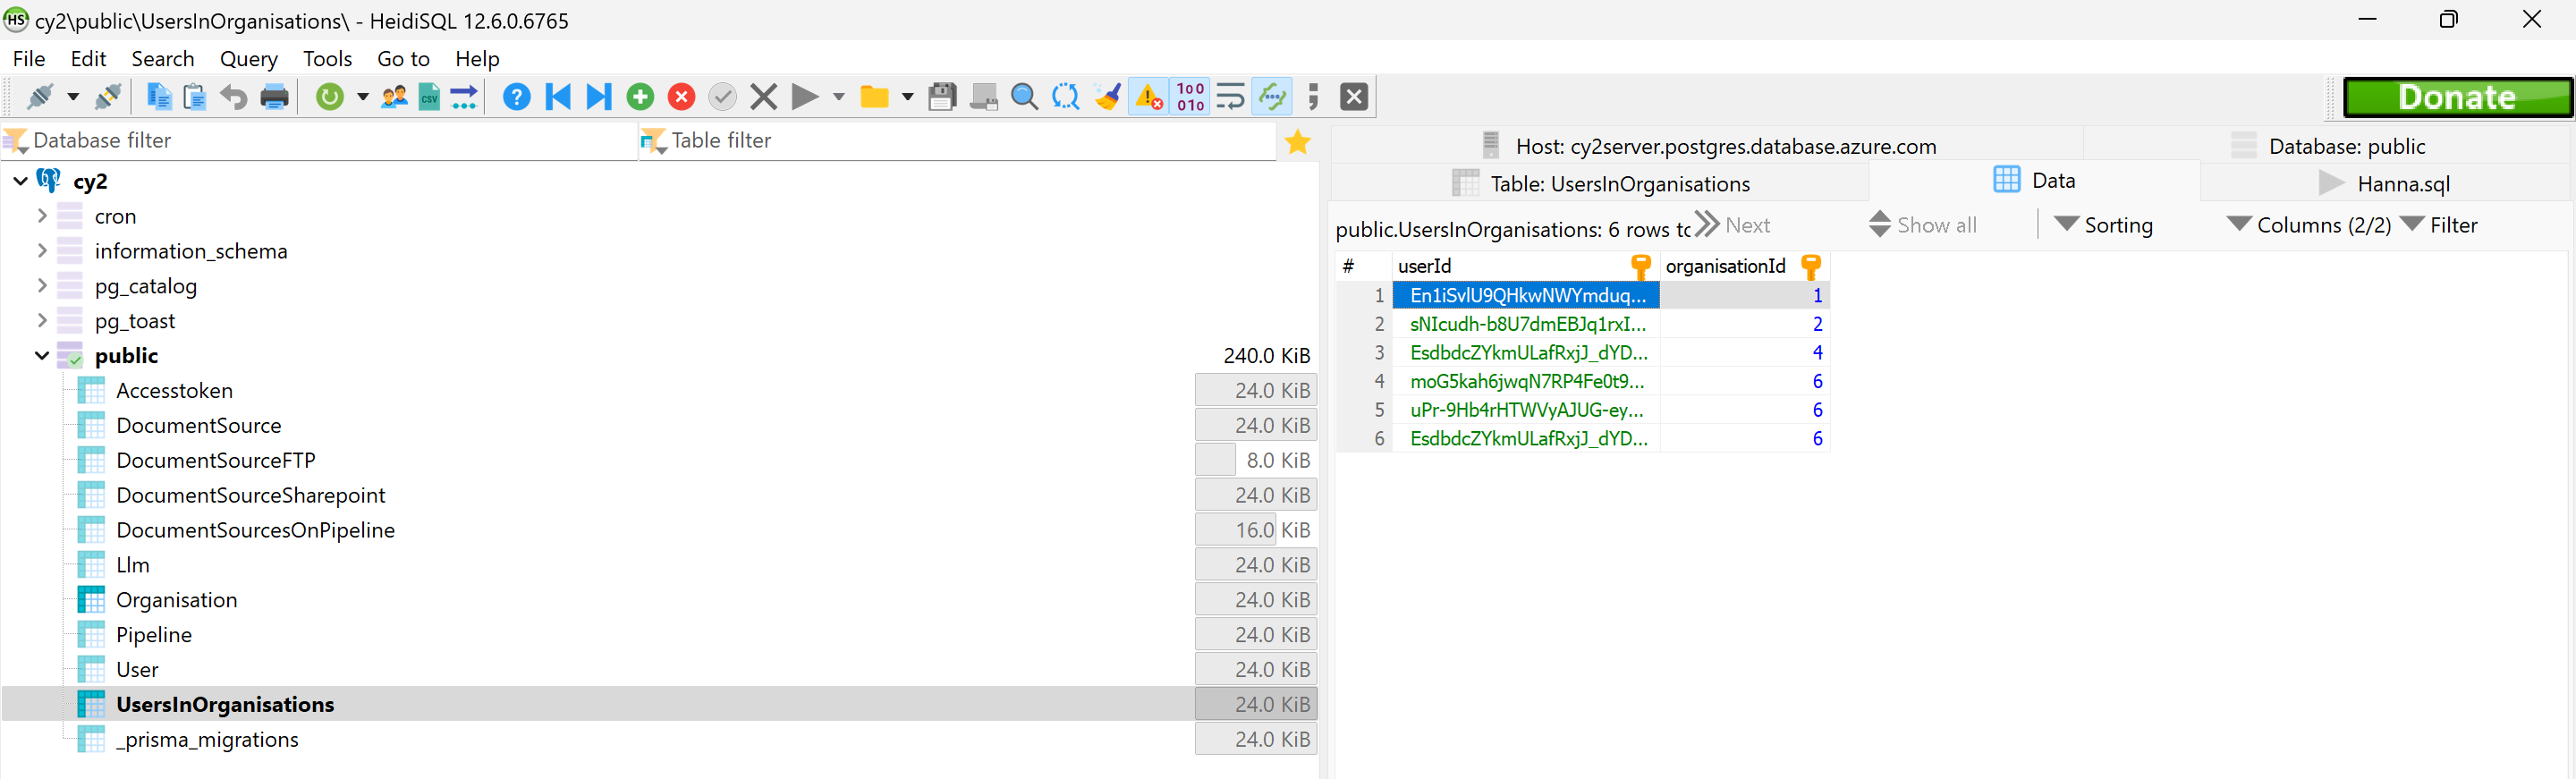 HS cy2\public\UsersInOrganisations\ - HeidiSQL 12.6.0.6765
File Edit Search Query Tools Go to Help
CSV 100 010 Donate
Database filter Table filter
cy2
cron
information_schema
pg_catalog
pg_toast
public 240.0 KiB
Accesstoken 24.0 KiB
DocumentSource 24.0 KiB
DocumentSourceFTP 8.0 KiB
DocumentSourceSharepoint 24.0 KiB
DocumentSourcesOnPipeline 16.0 KiB
Llm 24.0 KiB
Organisation 24.0 KiB
Pipeline 24.0 KiB
User 24.0 KiB
UsersInOrganisations 24.0 KiB
_prisma_migrations 24.0 KiB
Host: cy2server.postgres.database.azure.com Database: public
Table: UsersInOrganisations Data Hanna.sql
public.UsersInOrganisations: 6 rows to Next Show all Sorting Columns (2/2) Filter
# userId organisationId
1 En1iSvlU9QHkwNWYmduq... 1
2 sNIcudh-b8U7dmEBJq1rxI... 2
3 EsdbdcZYkmULafRxjJ_dYD... 4
4 moG5kah6jwqN7RP4Fe0t9... 6
5 uPr-9Hb4rHTWVyAJUG-ey... 6
6 EsdbdcZYkmULafRxjJ_dYD... 6